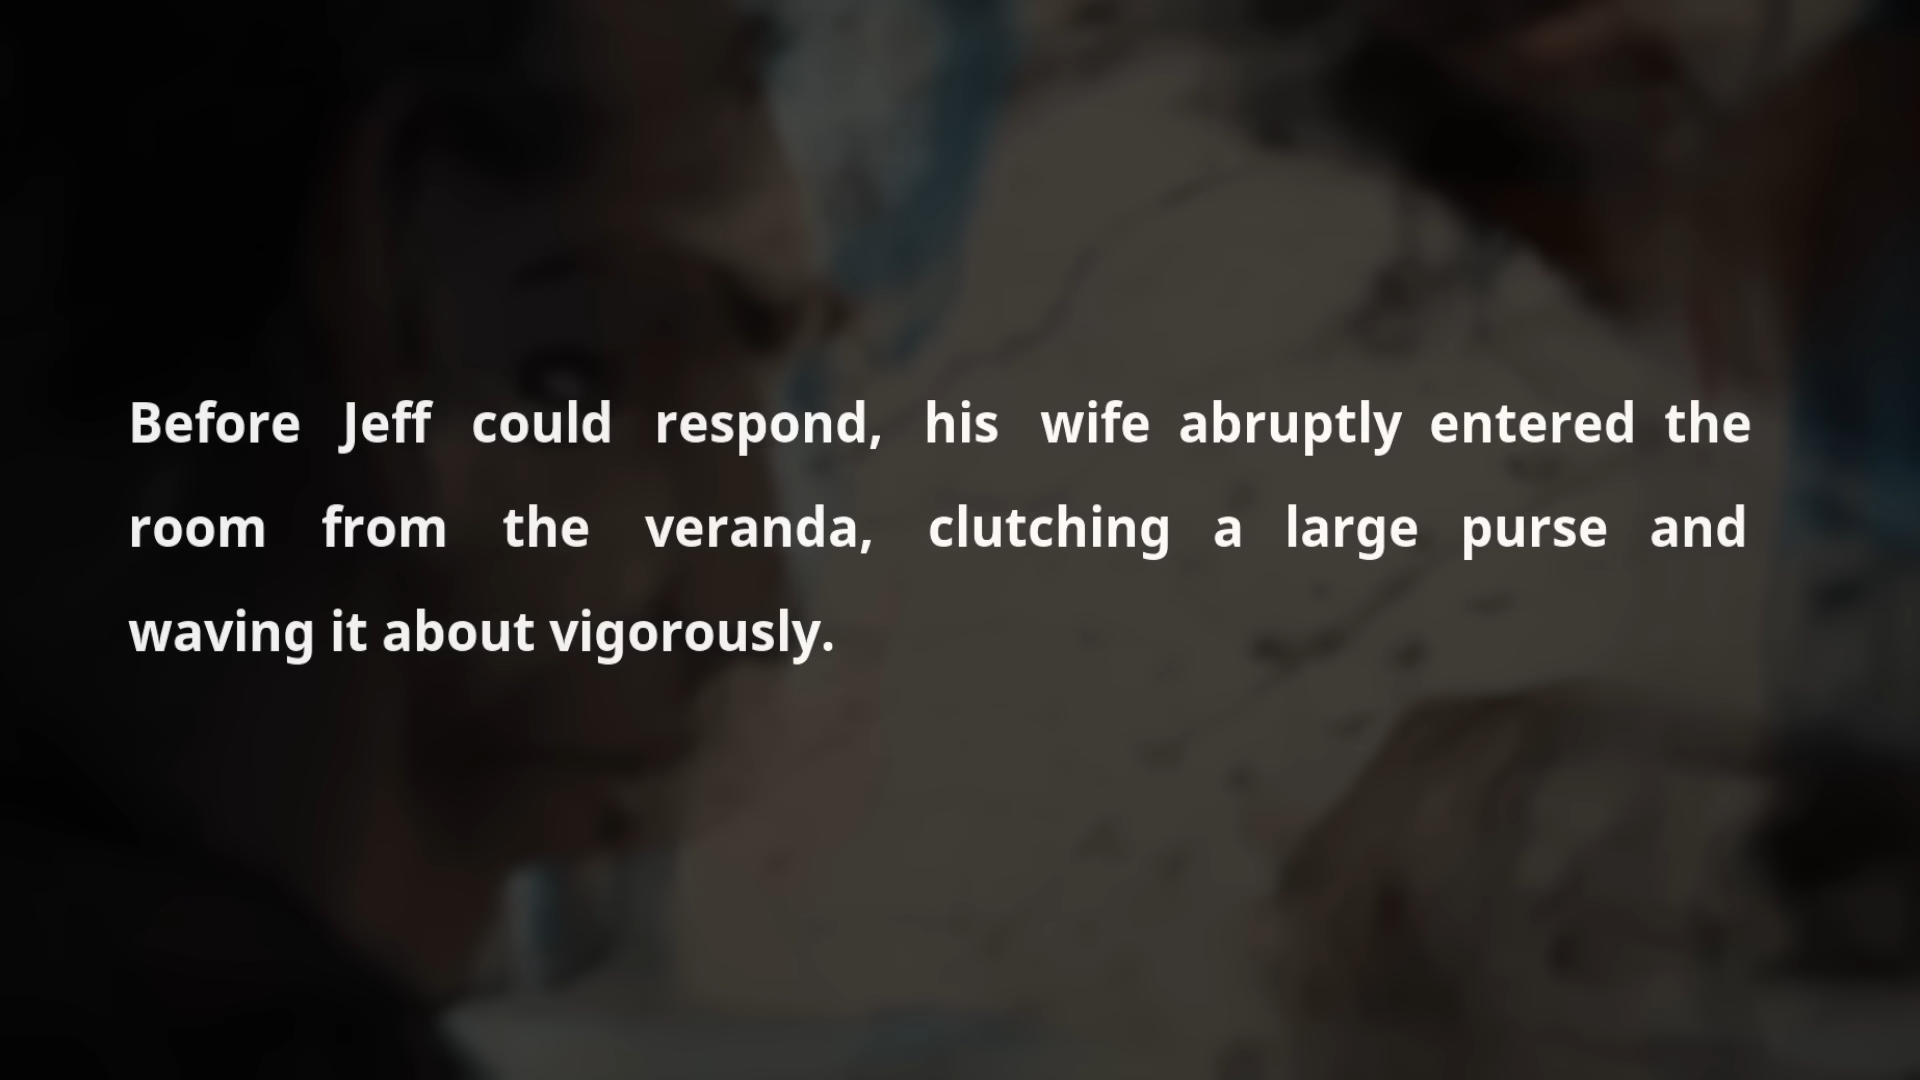 Before Jeff could respond, his wife abruptly entered the
room from the veranda, clutching a large purse and
waving it about vigorously.